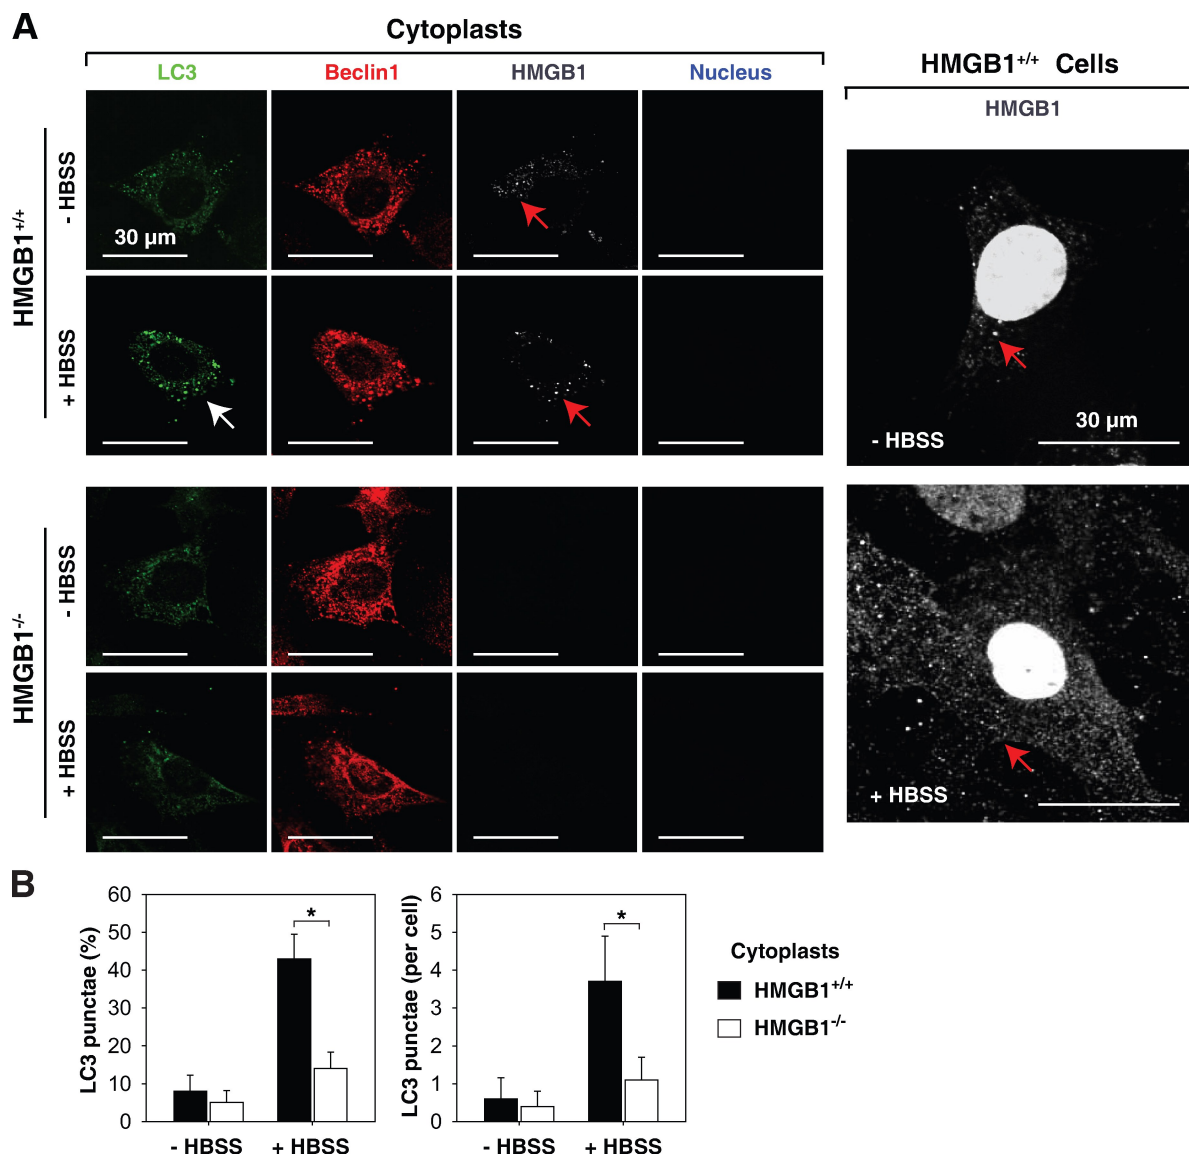 A
Cytoplasts
LC3 Beclin1 HMGB1 Nucleus
HMGB1+/+ Cells
HMGB1
HMGB1+/+
- HBSS
30 µm
+ HBSS
30 µm
- HBSS
HMGB1-/-
- HBSS
+ HBSS
+ HBSS
B
LC3 punctae (%)
60
50
40
30
20
10
0
*
- HBSS + HBSS
LC3 punctae (per cell)
6
5
4
3
2
1
0
*
- HBSS + HBSS
Cytoplasts
HMGB1+/+
HMGB1-/-